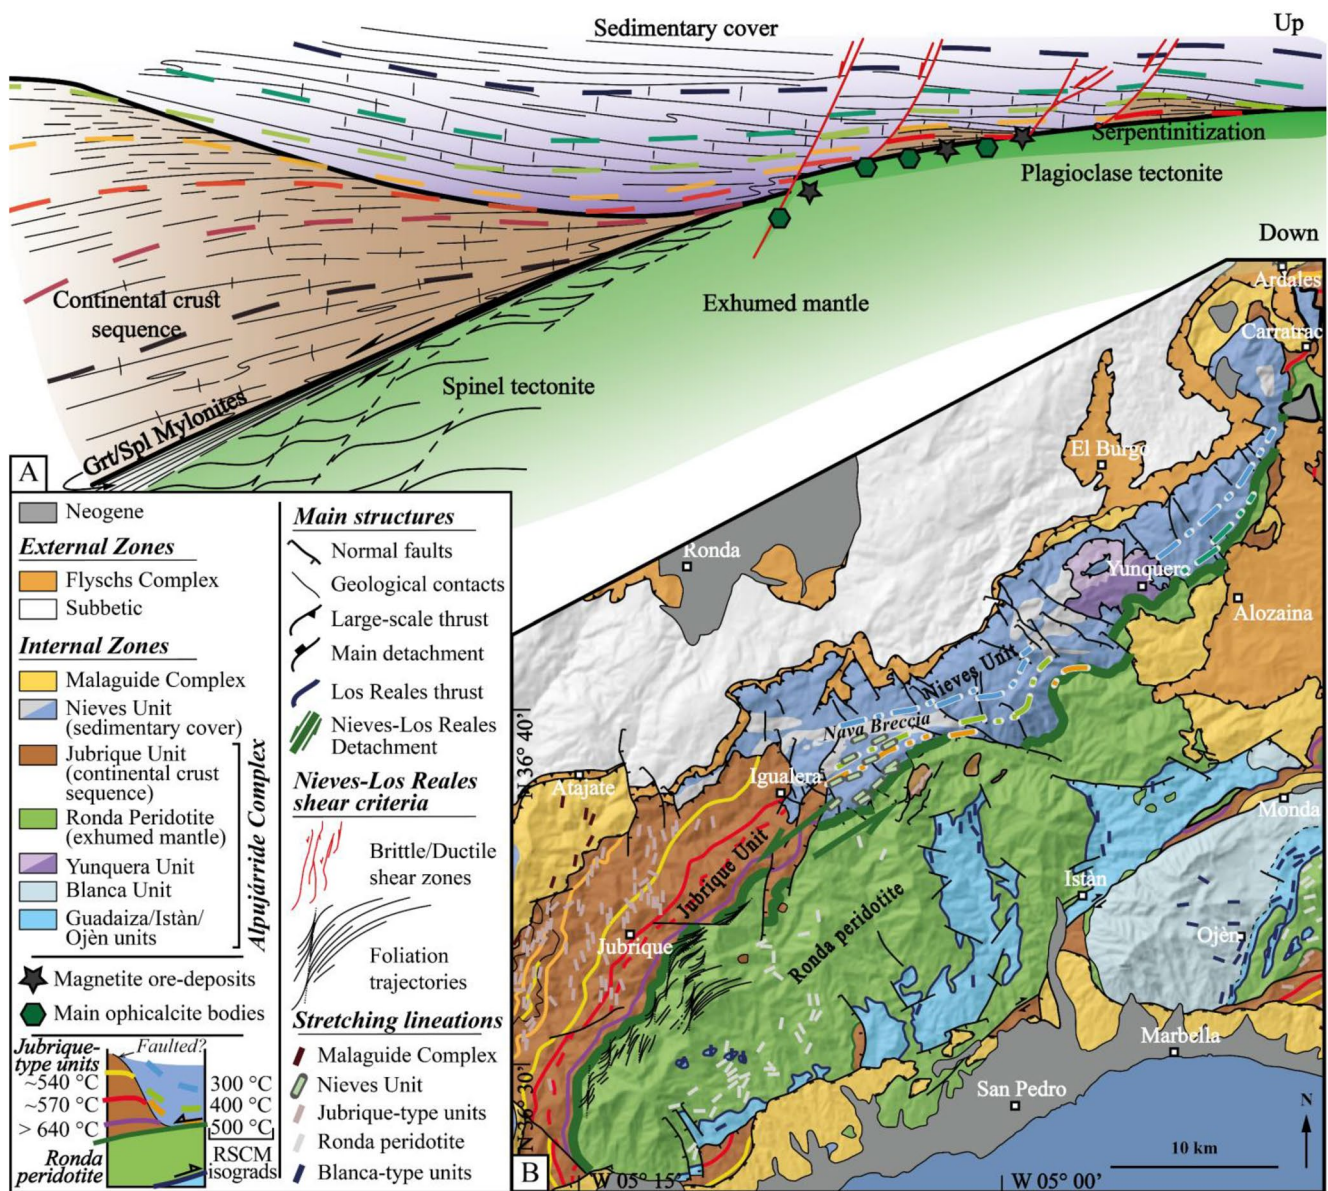 Sedimentary cover
Up
Serpentinitization
Plagioclase tectonite
Down
Continental crust
sequence
Exhumed mantle
Spinel tectonite
Grt/Spl Mylonites
A
Neogene
External Zones
Flyschs Complex
Subbetic
Internal Zones
Malaguide Complex
Nieves Unit
(sedimentary cover)
Jubrique Unit
(continental crust
sequence)
Ronda Peridotite
(exhumed mantle)
Yunquera Unit
Blanca Unit
Guadaiza/Istàn/
Ojèn units
Alpujárride Complex
Magnetite ore-deposits
Main ophicalcite bodies
Jubrique-
type units
Faulted?
~540 °C
~570 °C
> 640 °C
Ronda
peridotite
300 °C
400 °C
500 °C
RSCM
isograds
Main structures
Normal faults
Geological contacts
Large-scale thrust
Main detachment
Los Reales thrust
Nieves-Los Reales
Detachment
Nieves-Los Reales
shear criteria
Brittle/Ductile
shear zones
Foliation
trajectories
Stretching lineations
Malaguide Complex
Nieves Unit
Jubrique-type units
Ronda peridotite
Blanca-type units
Ardales
Carratrac
El Burgo
Ronda
Yunquero
Alozaina
Nieves Unit
Nava Breccia
N 36° 40'
Atajate
Igualera
Monda
Jubrique Unit
Istàn
Jubrique
Ronda peridotite
Ojèn
Marbella
San Pedro
N 36° 30'
N
10 km
B
W 05° 15'
W 05° 00'